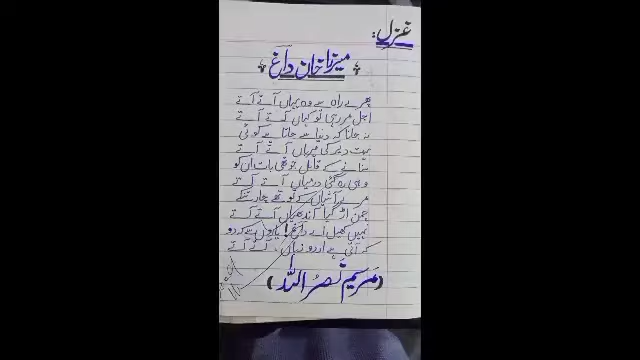 غزل:
میرزا خان داغ
پھرے راہ سے وہ یہاں آتے آتے
اجل مر رہی تو کہاں آتے آتے
نہ جانا کہ دنیا سے جاتا ہے کوئی
بہت دیر کی مہرباں آتے آتے
کے قابل جو تھی بات ان کو
وہی رہ گئی درمیاں آتے آتے
مرے آشیاں کے تو تھے چار تنکے
چمن اڑ گیا آندھیاں آتے آتے
نہیں کھیل اے داغ! یاروں سے کہ دو
کہ آتی ہے اردو زباں، آتے آتے
(مریم نصر اللہ)